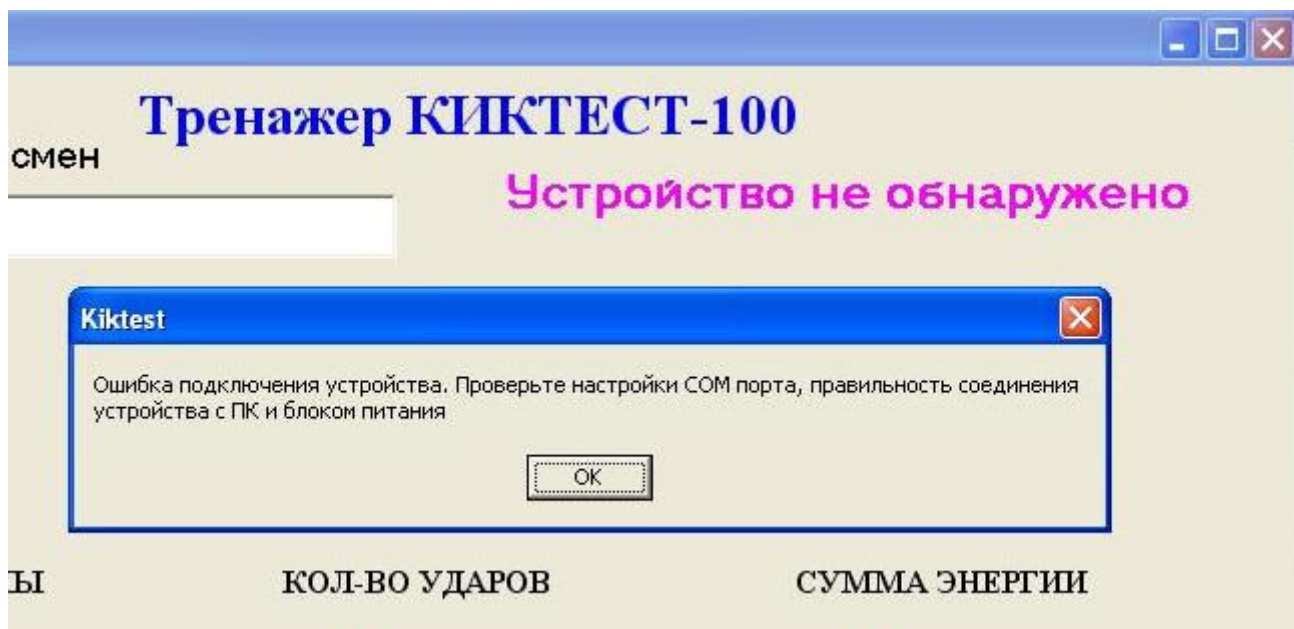 Тренажер КИКТЕСТ-100
смен
Устройство не обнаружено
Kiktest
Ошибка подключения устройства. Проверьте настройки COM порта, правильность соединения
устройства с ПК и блоком питания
OK
Ы
КОЛ-ВО УДАРОВ
СУММА ЭНЕРГИИ